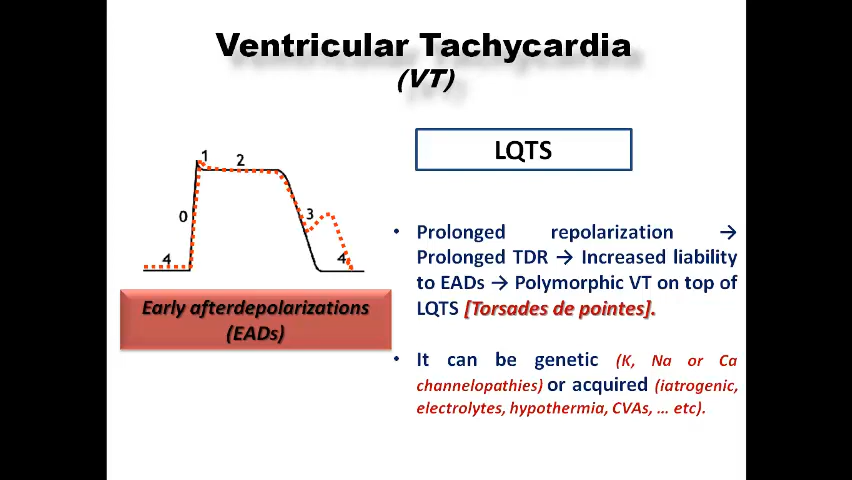 Ventricular Tachycardia
(VT)
1
2
0
3
4
4
Early afterdepolarizations
(EADs)
LQTS
• Prolonged repolarization →
Prolonged TDR → Increased liability
to EADs → Polymorphic VT on top of
LQTS [Torsades de pointes].
• It can be genetic (K, Na or Ca
channelopathies) or acquired (iatrogenic,
electrolytes, hypothermia, CVAs, … etc).